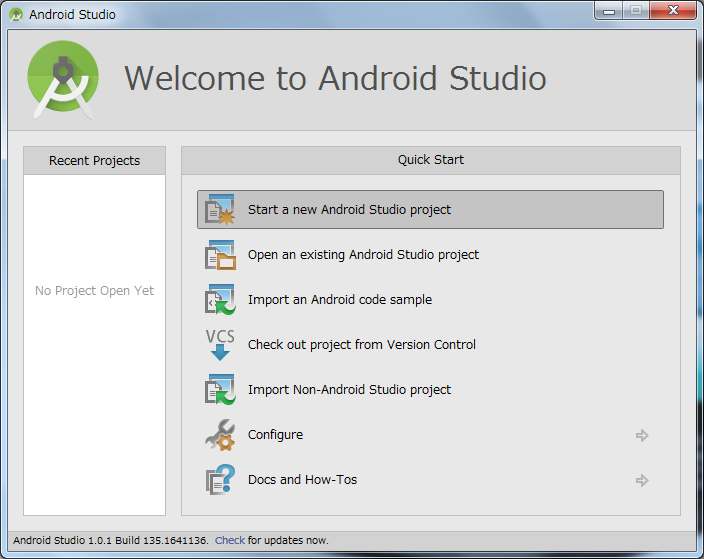 Android Studio
Welcome to Android Studio
Recent Projects
No Project Open Yet
Quick Start
Start a new Android Studio project
Open an existing Android Studio project
Import an Android code sample
VCS
Check out project from Version Control
Import Non-Android Studio project
Configure
Docs and How-Tos
Android Studio 1.0.1 Build 135.1641136. Check for updates now.